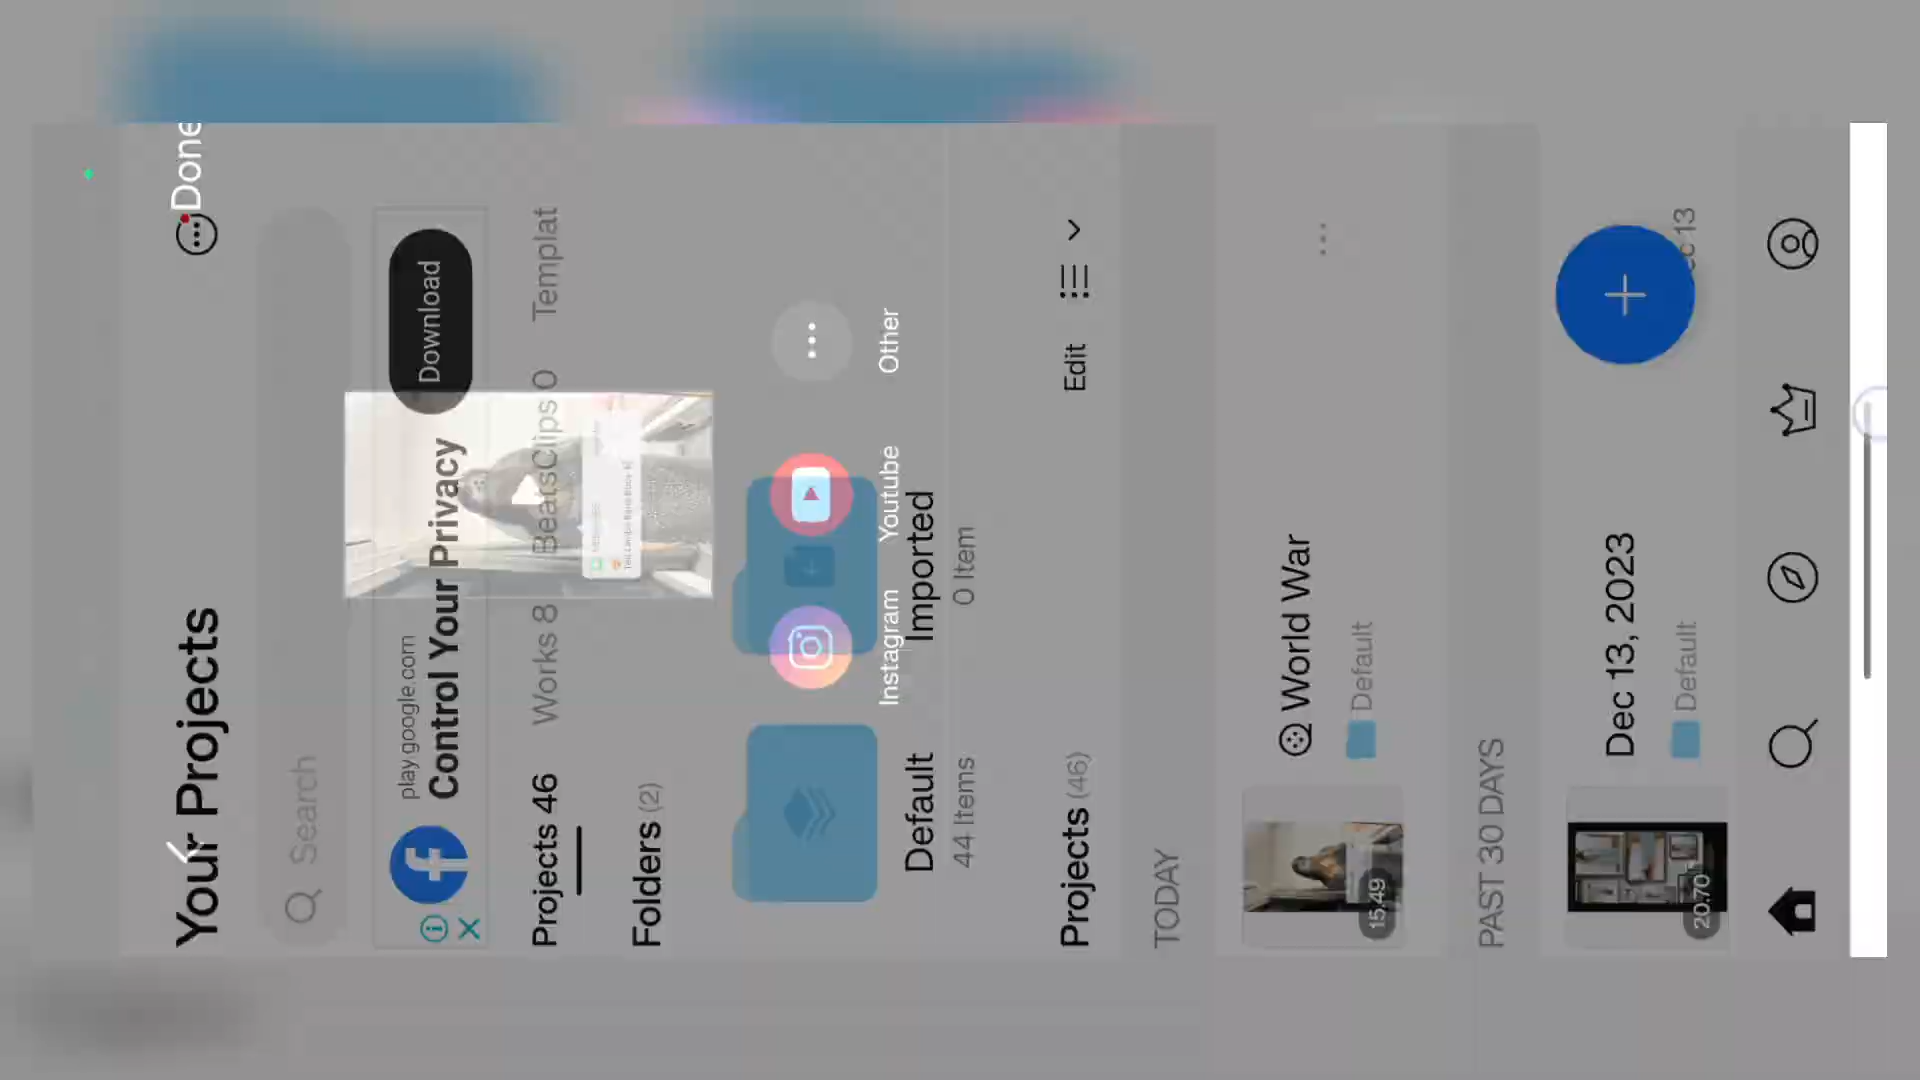 Done
Your Projects
Search
play.google.com
Control Your Privacy
Download
Projects 46
Works 8
BeatsClips 0
Templat
Folders (2)
Instagram
Youtube
Other
Default
Imported
44 Items
0 Item
Projects (46)
Edit
TODAY
World War
Default
15.49
PAST 30 DAYS
Dec 13, 2023
Default
ec 13
20.70